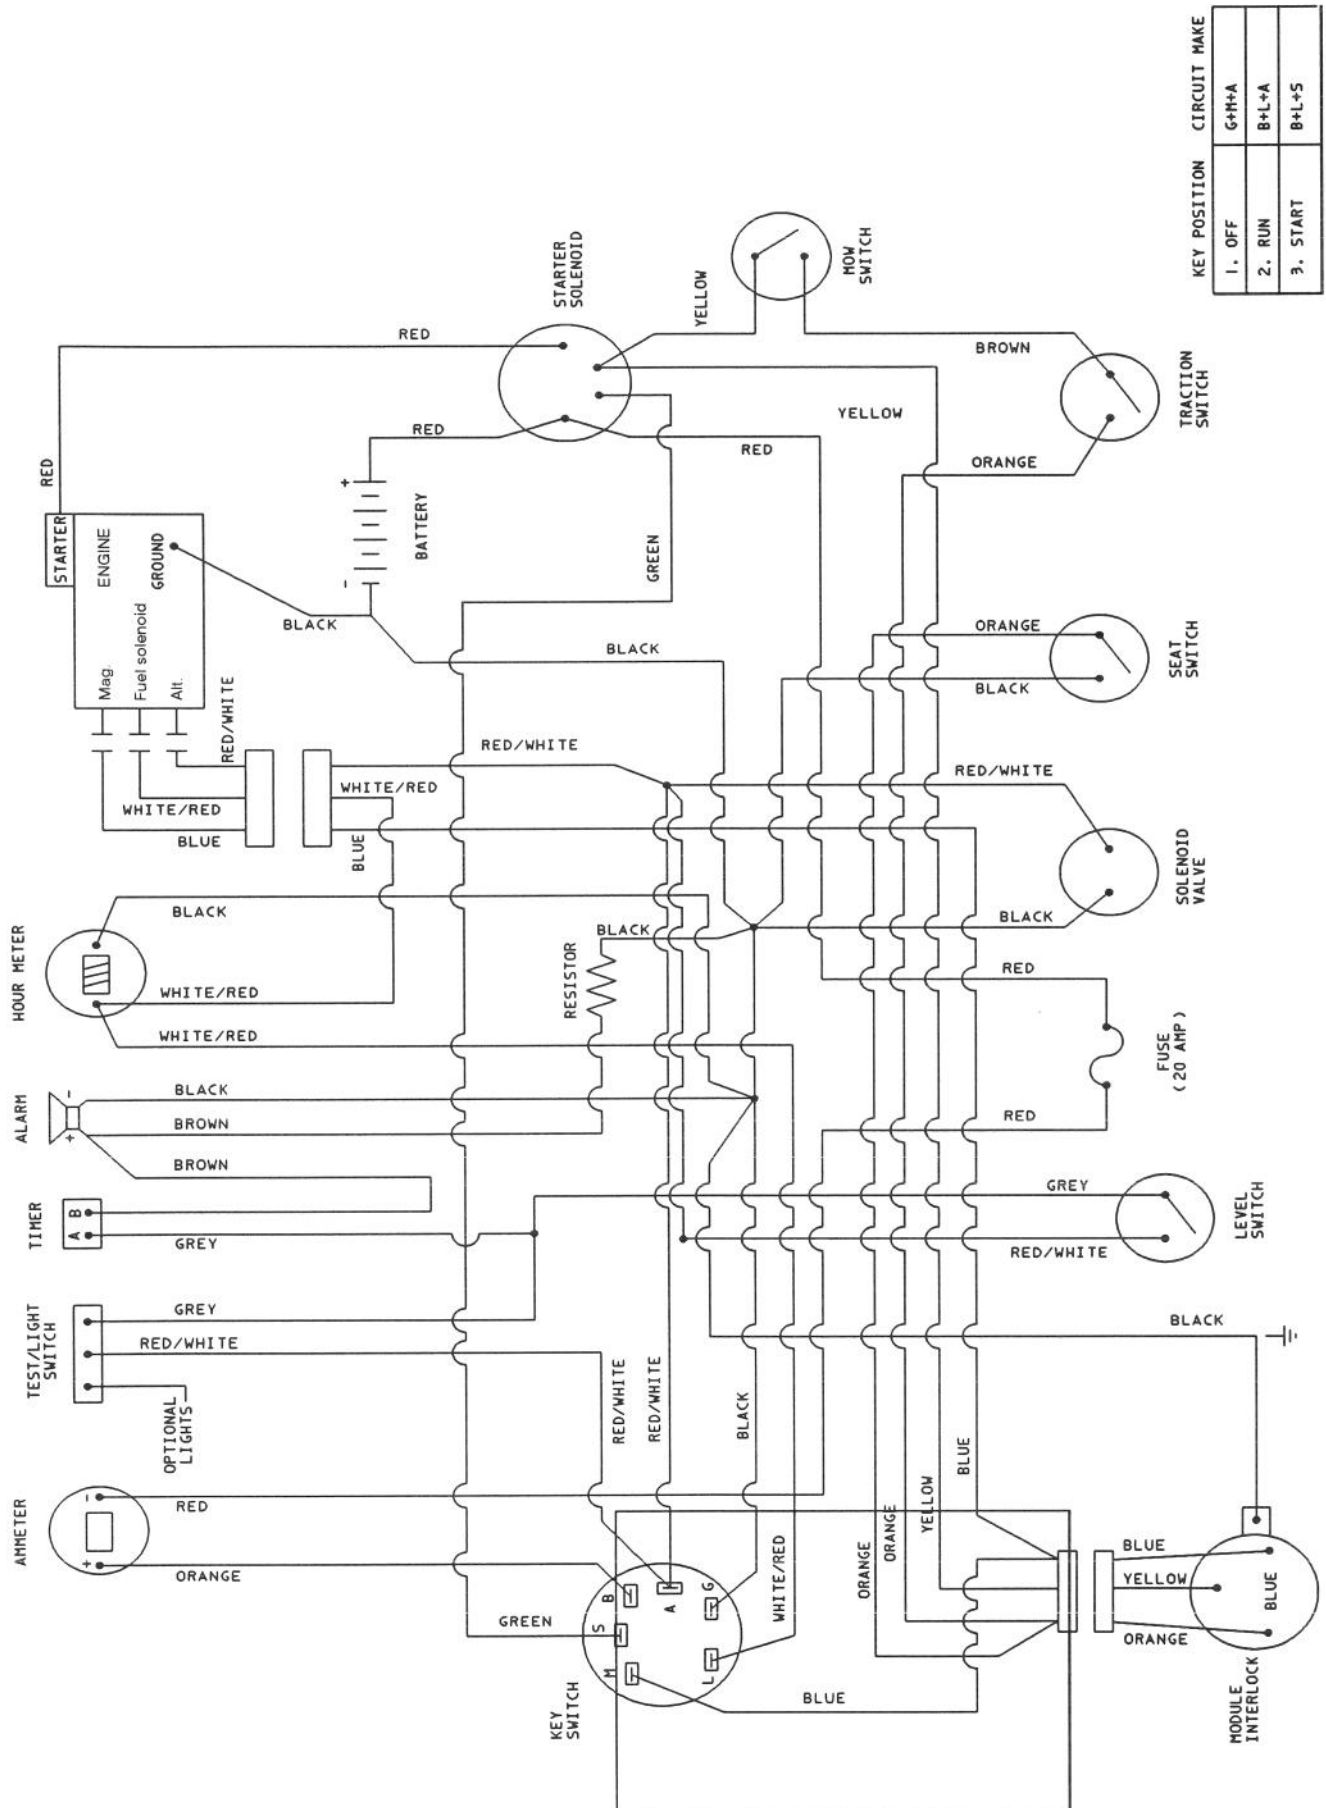 KEY POSITION CIRCUIT MAKE
1. OFF G+M+A
2. RUN B+L+A
3. START B+L+S
STARTER
SOLENOID
MOW
SWITCH
TRACTION
SWITCH
SEAT
SWITCH
SOLENOID
VALVE
FUSE
(20 AMP)
LEVEL
SWITCH
MODULE
INTERLOCK
KEY
SWITCH
AMMETER
TEST/LIGHT
SWITCH
TIMER
ALARM
HOUR METER
STARTER
ENGINE
GROUND
Mag.
Fuel solenoid
Alt.
BATTERY
+
-
RESISTOR
OPTIONAL
LIGHTS
RED
RED
RED
RED
YELLOW
YELLOW
BROWN
ORANGE
GREEN
BLACK
BLACK
ORANGE
BLACK
RED/WHITE
RED/WHITE
RED/WHITE
WHITE/RED
WHITE/RED
BLUE
BLUE
BLACK
BLACK
BLACK
WHITE/RED
WHITE/RED
RED
BLACK
-
+
BROWN
BROWN
RED
A B
GREY
GREY
RED/WHITE
GREY
RED/WHITE
BLACK
RED/WHITE
RED/WHITE
BLACK
-
+
RED
ORANGE
BLUE
YELLOW
ORANGE
ORANGE
WHITE/RED
GREEN
B
S
M
A
G
L
BLUE
BLUE
YELLOW
ORANGE
BLUE